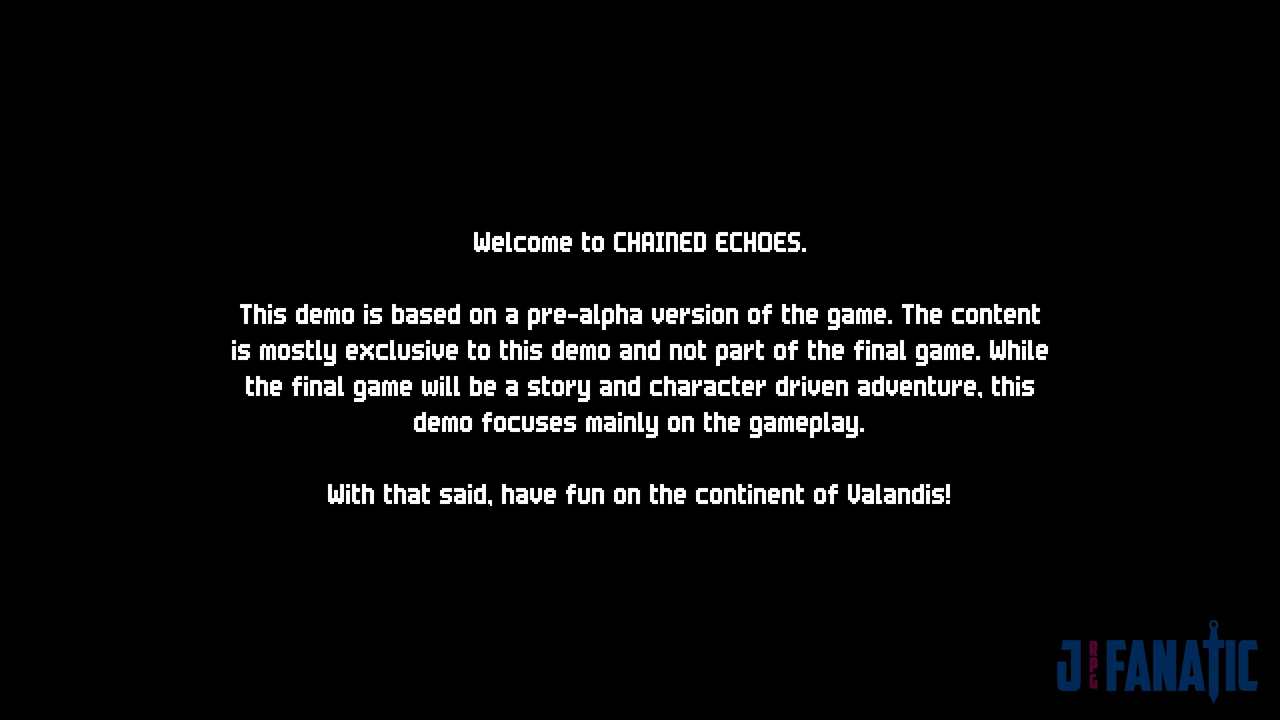 Welcome to CHAINED ECHOES.
This demo is based on a pre-alpha version of the game. The content
is mostly exclusive to this demo and not part of the final game. While
the final game will be a story and character driven adventure, this
demo focuses mainly on the gameplay.
With that said, have fun on the continent of Valandis!
J RPG FANATIC